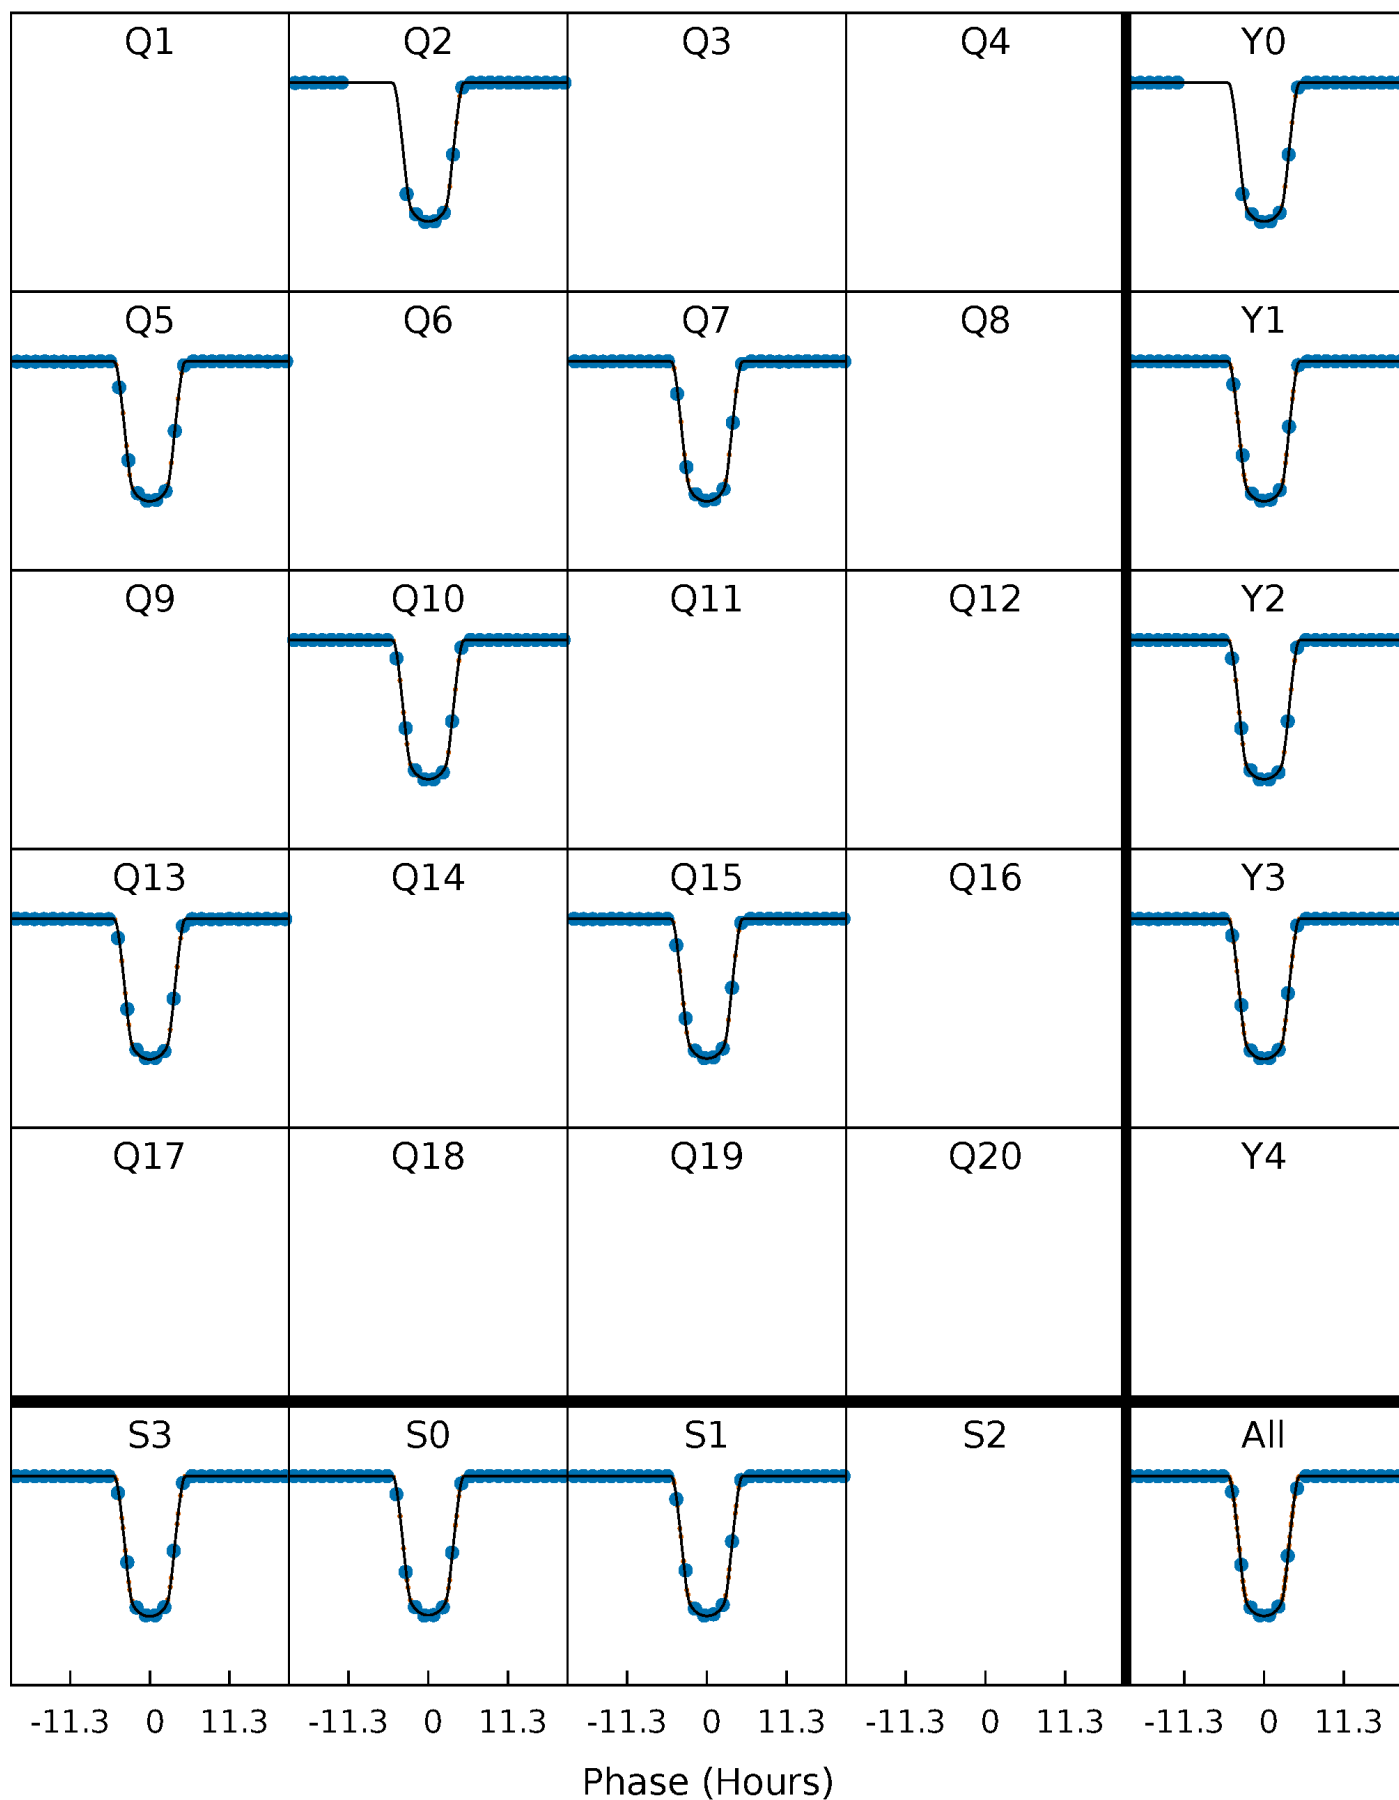 Q1 Q2 Q3 Q4 Y0
Q5 Q6 Q7 Q8 Y1
Q9 Q10 Q11 Q12 Y2
Q13 Q14 Q15 Q16 Y3
Q17 Q18 Q19 Q20 Y4
S3 S0 S1 S2 All
-11.3 0 11.3 -11.3 0 11.3 -11.3 0 11.3 -11.3 0 11.3 -11.3 0 11.3
Phase (Hours)